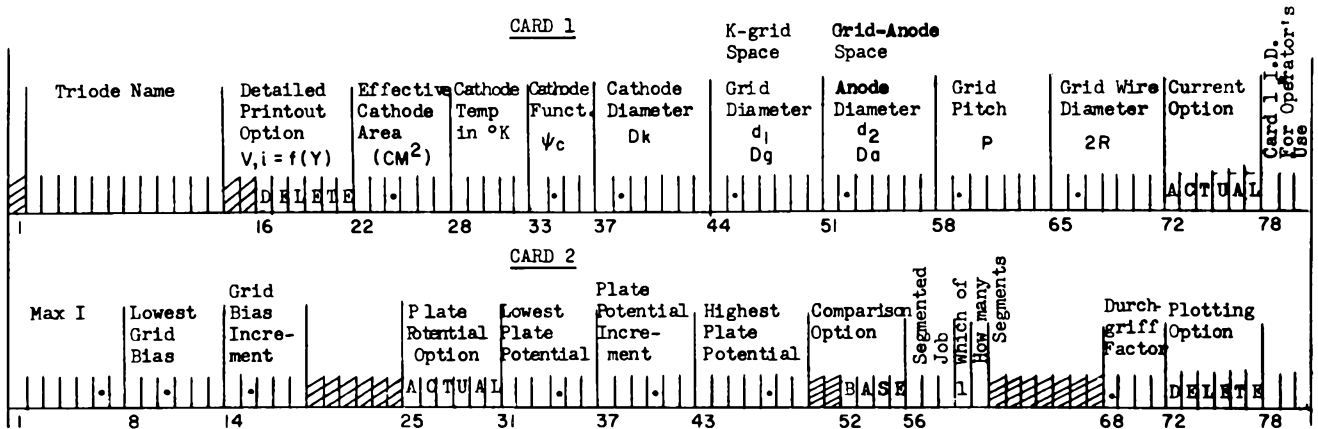 CARD 1
K-grid Space
Grid-Anode Space
Triode Name
Detailed Printout Option V,i = f(Y)
Effective Cathode Area (CM²)
Cathode Temp in °K
Cathode Funct. ψc
Cathode Diameter Dk
Grid Diameter d1 Dg
Anode Diameter d2 Da
Grid Pitch P
Grid Wire Diameter 2R
Current Option
Card 1 I.D. For Operator's Use
DELETE
ACTUAL
1 16 22 28 33 37 44 51 58 65 72 78
CARD 2
Max I
Lowest Grid Bias
Grid Bias Increment
Plate Potential Option
Lowest Plate Potential
Plate Potential Increment
Highest Plate Potential
Comparison Option
Segmented Job
Which of
How many Segments
Durchgriff Factor
Plotting Option
ACTUAL
BASE
1
DELETE
1 8 14 25 31 37 43 52 56 68 72 78